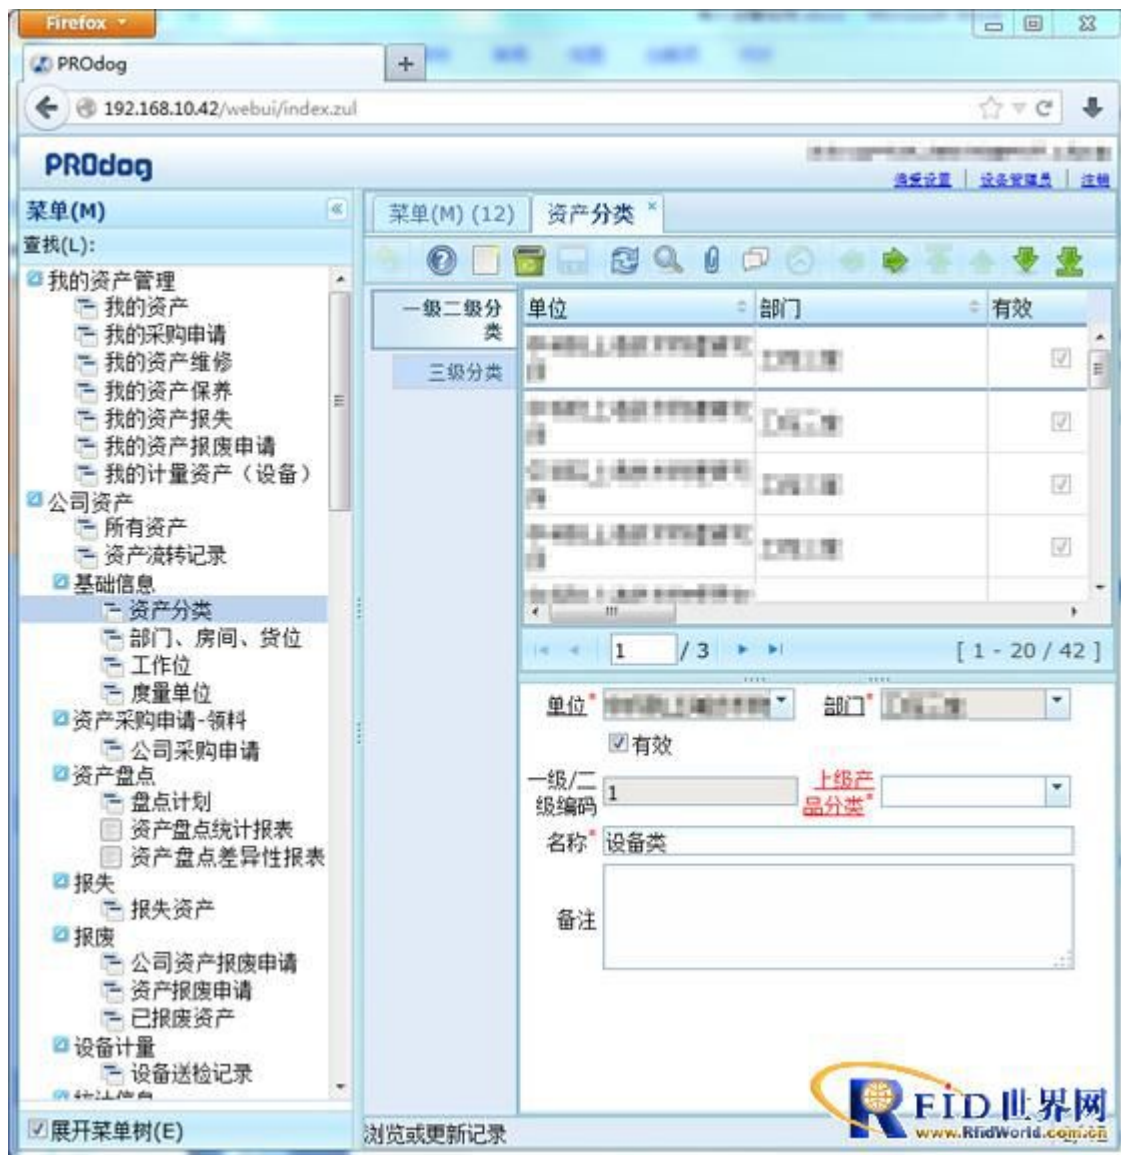 Firefox
PROdog
192.168.10.42/webui/index.zul
PROdog
设备管理员
注销
菜单(M)
查找(L):
我的资产管理
我的资产
我的采购申请
我的资产维修
我的资产保养
我的资产报失
我的资产报废申请
我的计量资产（设备）
公司资产
所有资产
资产流转记录
基础信息
资产分类
部门、房间、货位
工作位
度量单位
资产采购申请-领料
公司采购申请
资产盘点
盘点计划
资产盘点统计报表
资产盘点差异性报表
报失
报失资产
报废
公司资产报废申请
资产报废申请
已报废资产
设备计量
设备送检记录
统计信息
展开菜单树(E)
菜单(M) (12)
资产分类
一级二级分
类
三级分类
单位
部门
有效
1 / 3
[ 1 - 20 / 42 ]
单位*
部门*
有效
一级/二
级编码
1
上级产
品分类*
名称*
设备类
备注
浏览或更新记录
RFID世界网
www.RfidWorld.com.cn